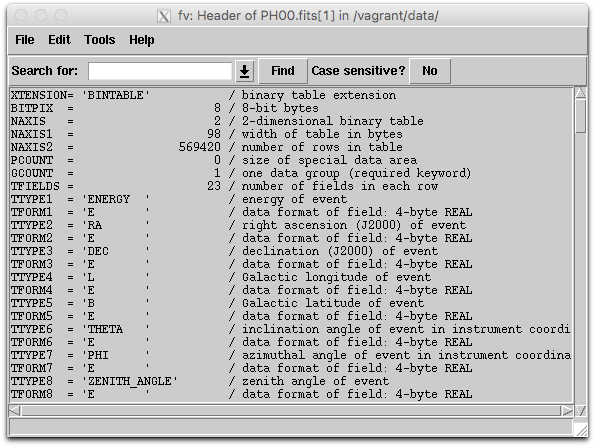 fv: Header of PH00.fits[1] in /vagrant/data/
File Edit Tools Help
Search for: Find Case sensitive? No
XTENSION= 'BINTABLE'           / binary table extension
BITPIX  =                    8 / 8-bit bytes
NAXIS   =                    2 / 2-dimensional binary table
NAXIS1  =                   98 / width of table in bytes
NAXIS2  =               569420 / number of rows in table
PCOUNT  =                    0 / size of special data area
GCOUNT  =                    1 / one data group (required keyword)
TFIELDS =                   23 / number of fields in each row
TTYPE1  = 'ENERGY  '           / energy of event
TFORM1  = 'E       '           / data format of field: 4-byte REAL
TTYPE2  = 'RA      '           / right ascension (J2000) of event
TFORM2  = 'E       '           / data format of field: 4-byte REAL
TTYPE3  = 'DEC     '           / declination (J2000) of event
TFORM3  = 'E       '           / data format of field: 4-byte REAL
TTYPE4  = 'L       '           / Galactic longitude of event
TFORM4  = 'E       '           / data format of field: 4-byte REAL
TTYPE5  = 'B       '           / Galactic latitude of event
TFORM5  = 'E       '           / data format of field: 4-byte REAL
TTYPE6  = 'THETA   '           / inclination angle of event in instrument coordi
TFORM6  = 'E       '           / data format of field: 4-byte REAL
TTYPE7  = 'PHI     '           / azimuthal angle of event in instrument coordina
TFORM7  = 'E       '           / data format of field: 4-byte REAL
TTYPE8  = 'ZENITH_ANGLE'       / zenith angle of event
TFORM8  = 'E       '           / data format of field: 4-byte REAL